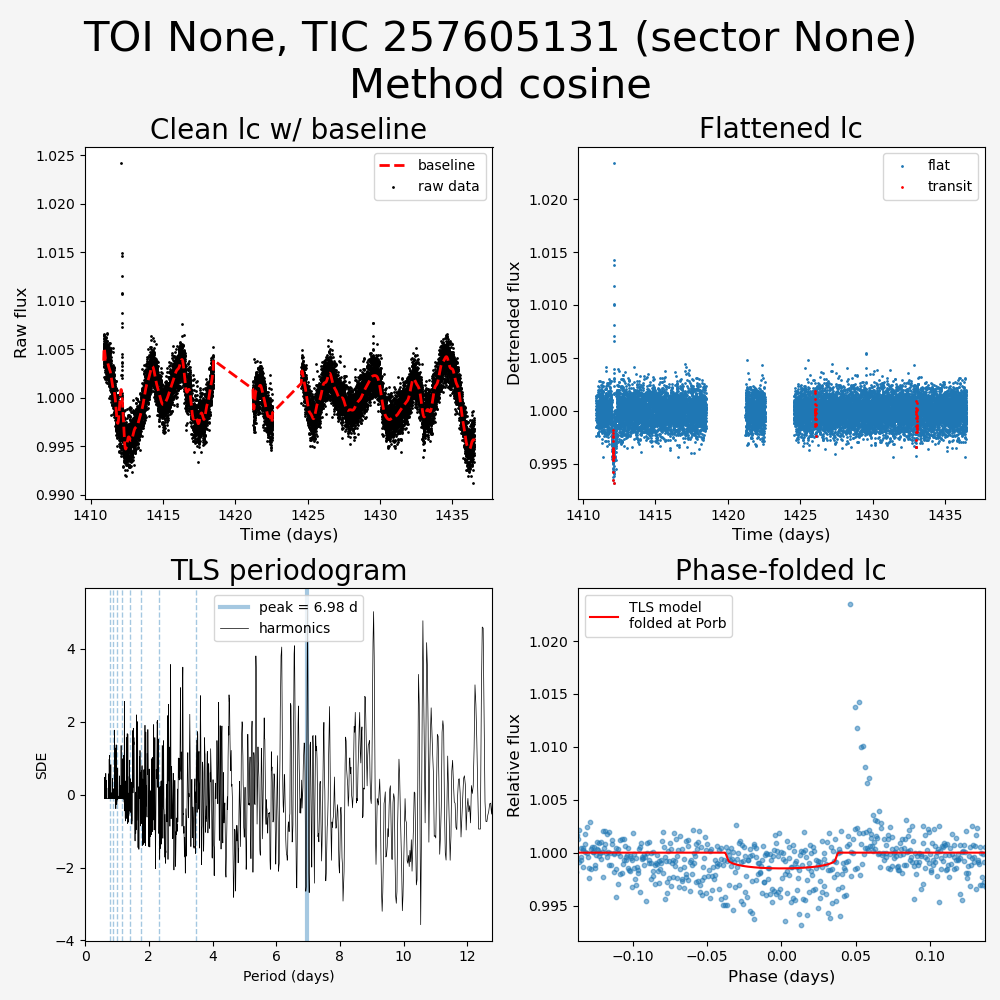 TOI None, TIC 257605131 (sector None)
Method cosine
Clean lc w/ baseline
Raw flux
1.025
1.020
1.015
1.010
1.005
1.000
0.995
0.990
baseline
raw data
1410 1415 1420 1425 1430 1435
Time (days)
Flattened lc
Detrended flux
1.020
1.015
1.010
1.005
1.000
0.995
flat
transit
1410 1415 1420 1425 1430 1435
Time (days)
TLS periodogram
SDE
4
2
0
−2
−4
peak = 6.98 d
harmonics
0 2 4 6 8 10 12
Period (days)
Phase-folded lc
Relative flux
1.020
1.015
1.010
1.005
1.000
0.995
TLS model
folded at Porb
−0.10 −0.05 0.00 0.05 0.10
Phase (days)